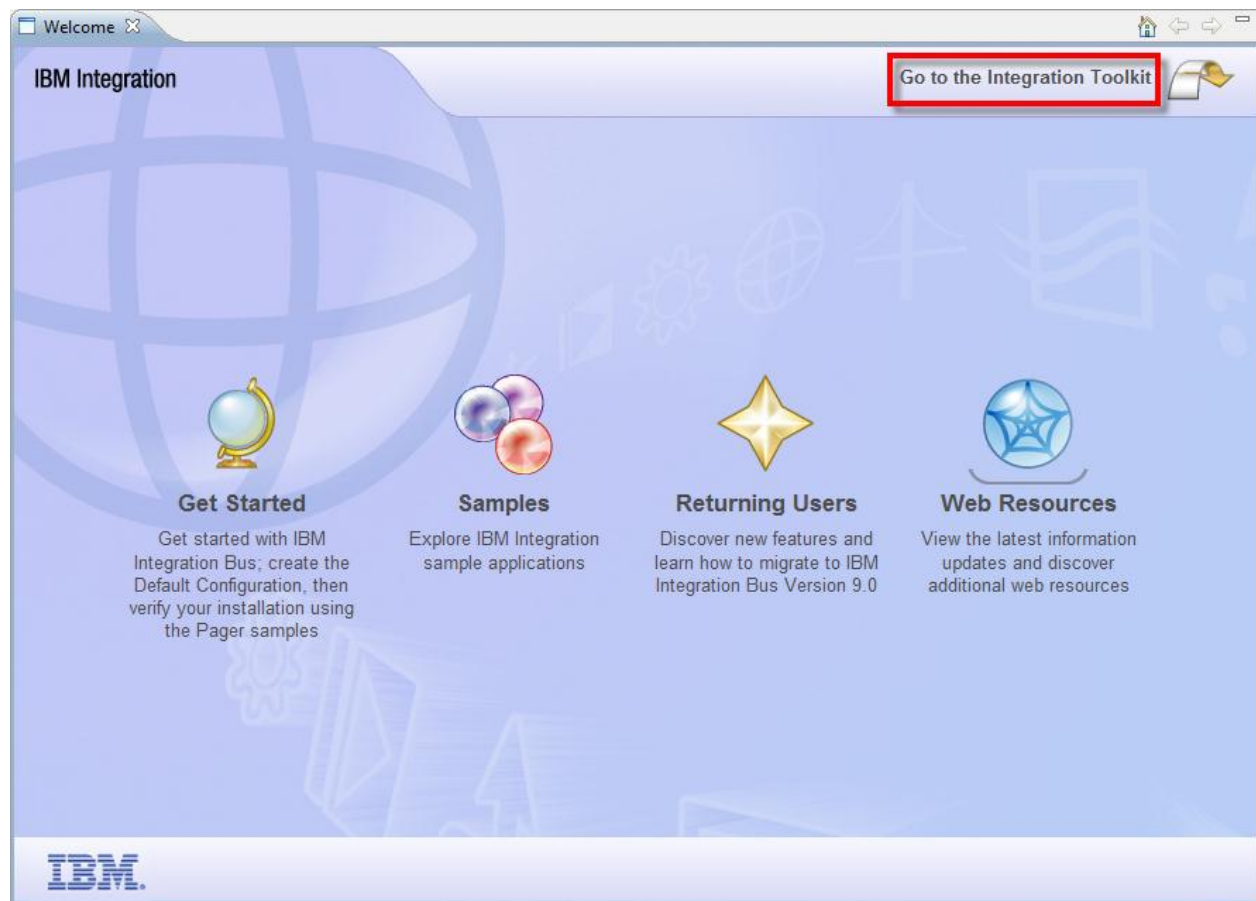 Welcome
IBM Integration
Go to the Integration Toolkit
Get Started
Get started with IBM
Integration Bus; create the
Default Configuration, then
verify your installation using
the Pager samples
Samples
Explore IBM Integration
sample applications
Returning Users
Discover new features and
learn how to migrate to IBM
Integration Bus Version 9.0
Web Resources
View the latest information
updates and discover
additional web resources
IBM.